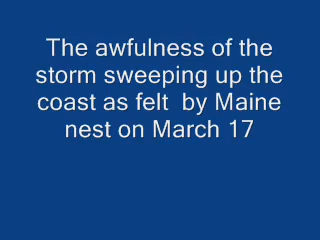 The awfulness of the
storm sweeping up the
coast as felt  by Maine
nest on March 17